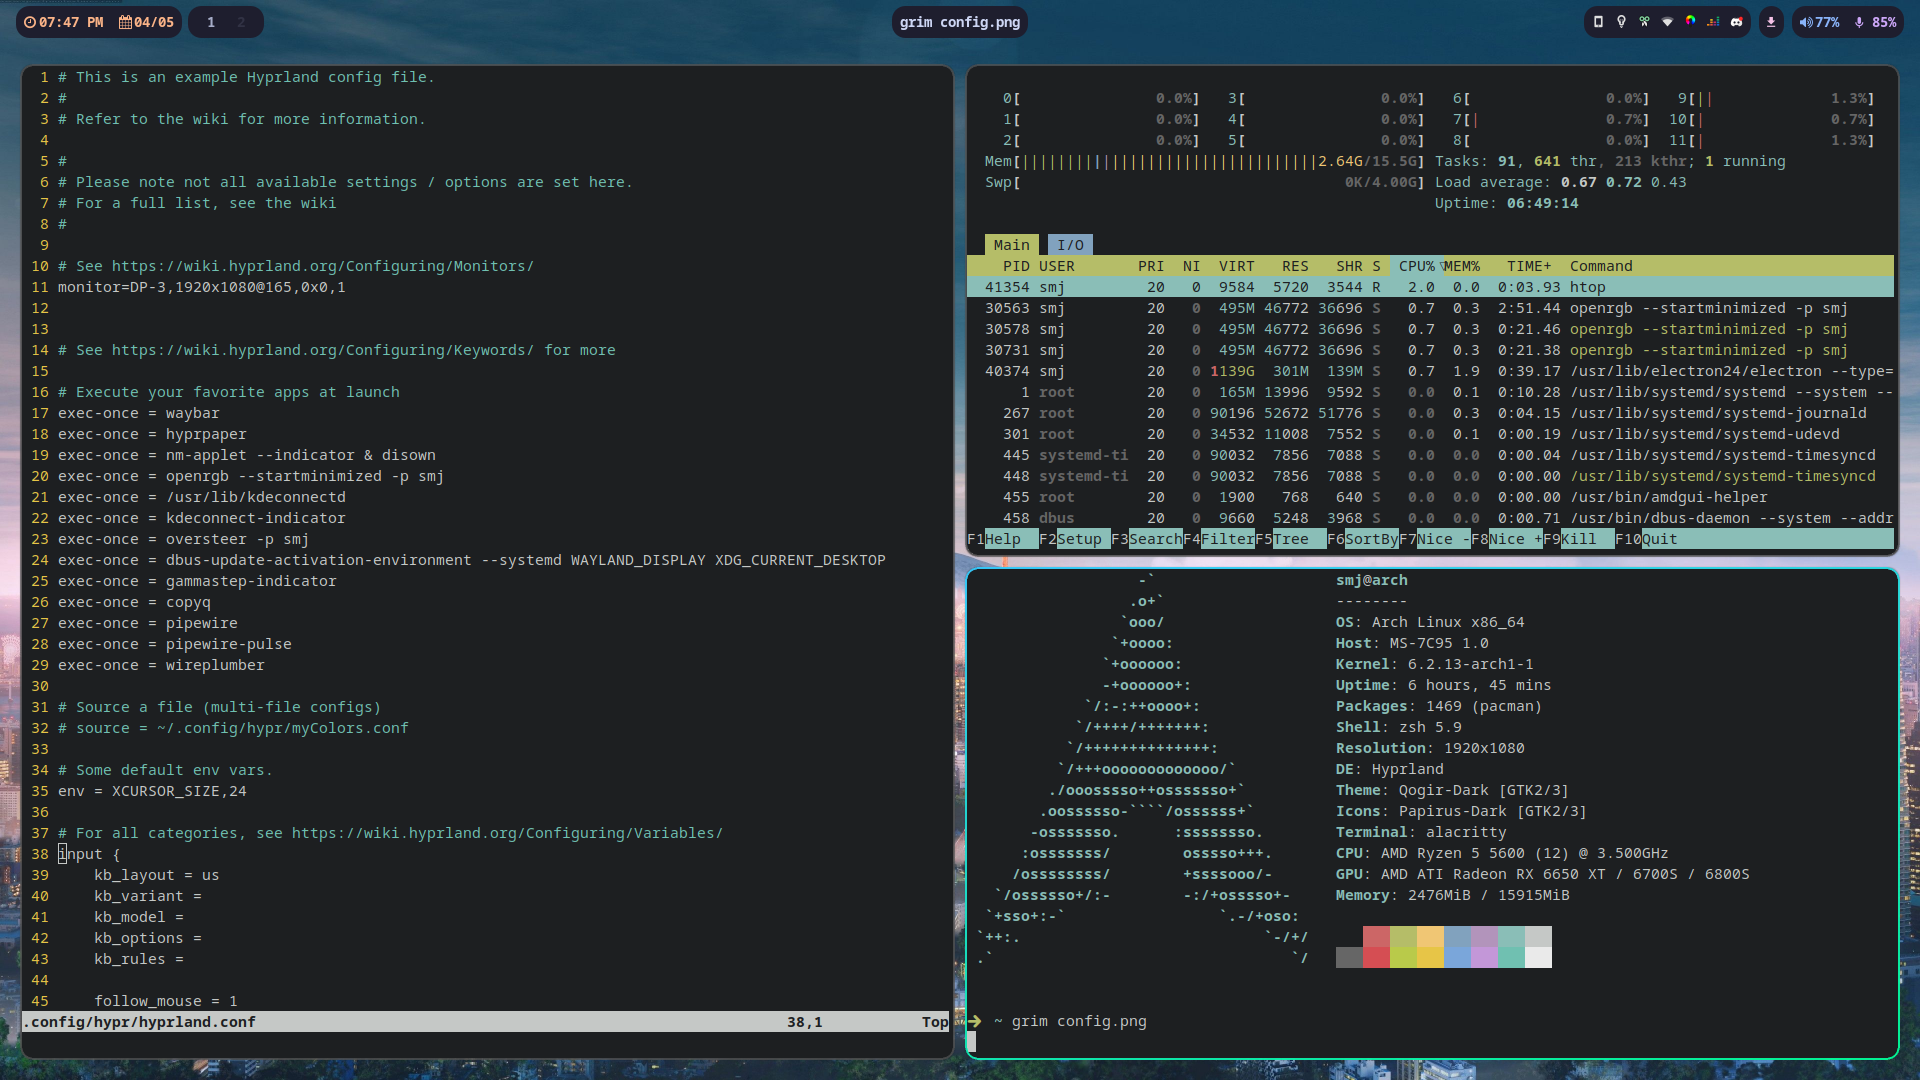 07:47 PM 04/05 1 2 grim config.png 77% 85%
1 # This is an example Hyprland config file.
2 #
3 # Refer to the wiki for more information.
4
5 #
6 # Please note not all available settings / options are set here.
7 # For a full list, see the wiki
8 #
9
10 # See https://wiki.hyprland.org/Configuring/Monitors/
11 monitor=DP-3,1920x1080@165,0x0,1
12
13
14 # See https://wiki.hyprland.org/Configuring/Keywords/ for more
15
16 # Execute your favorite apps at launch
17 exec-once = waybar
18 exec-once = hyprpaper
19 exec-once = nm-applet --indicator & disown
20 exec-once = openrgb --startminimized -p smj
21 exec-once = /usr/lib/kdeconnectd
22 exec-once = kdeconnect-indicator
23 exec-once = oversteer -p smj
24 exec-once = dbus-update-activation-environment --systemd WAYLAND_DISPLAY XDG_CURRENT_DESKTOP
25 exec-once = gammastep-indicator
26 exec-once = copyq
27 exec-once = pipewire
28 exec-once = pipewire-pulse
29 exec-once = wireplumber
30
31 # Source a file (multi-file configs)
32 # source = ~/.config/hypr/myColors.conf
33
34 # Some default env vars.
35 env = XCURSOR_SIZE,24
36
37 # For all categories, see https://wiki.hyprland.org/Configuring/Variables/
38 input {
39     kb_layout = us
40     kb_variant =
41     kb_model =
42     kb_options =
43     kb_rules =
44
45     follow_mouse = 1
.config/hypr/hyprland.conf 38,1 Top
0[ 0.0%] 3[ 0.0%] 6[ 0.0%] 9[|| 1.3%]
1[ 0.0%] 4[ 0.0%] 7[| 0.7%] 10[| 0.7%]
2[ 0.0%] 5[ 0.0%] 8[ 0.0%] 11[| 1.3%]
Mem[|||||||||||||||||||||||||||||||||2.64G/15.5G] Tasks: 91, 641 thr, 213 kthr; 1 running
Swp[ 0K/4.00G] Load average: 0.67 0.72 0.43
Uptime: 06:49:14
Main I/O
PID USER PRI NI VIRT RES SHR S CPU%▽MEM% TIME+ Command
41354 smj 20 0 9584 5720 3544 R 2.0 0.0 0:03.93 htop
30563 smj 20 0 495M 46772 36696 S 0.7 0.3 2:51.44 openrgb --startminimized -p smj
30578 smj 20 0 495M 46772 36696 S 0.7 0.3 0:21.46 openrgb --startminimized -p smj
30731 smj 20 0 495M 46772 36696 S 0.7 0.3 0:21.38 openrgb --startminimized -p smj
40374 smj 20 0 1139G 301M 139M S 0.7 1.9 0:39.17 /usr/lib/electron24/electron --type=
1 root 20 0 165M 13996 9592 S 0.0 0.1 0:10.28 /usr/lib/systemd/systemd --system --
267 root 20 0 90196 52672 51776 S 0.0 0.3 0:04.15 /usr/lib/systemd/systemd-journald
301 root 20 0 34532 11008 7552 S 0.0 0.1 0:00.19 /usr/lib/systemd/systemd-udevd
445 systemd-ti 20 0 90032 7856 7088 S 0.0 0.0 0:00.04 /usr/lib/systemd/systemd-timesyncd
448 systemd-ti 20 0 90032 7856 7088 S 0.0 0.0 0:00.00 /usr/lib/systemd/systemd-timesyncd
455 root 20 0 1900 768 640 S 0.0 0.0 0:00.00 /usr/bin/amdgui-helper
458 dbus 20 0 9660 5248 3968 S 0.0 0.0 0:00.71 /usr/bin/dbus-daemon --system --addr
F1Help F2Setup F3SearchF4FilterF5Tree F6SortByF7Nice -F8Nice +F9Kill F10Quit
-` smj@arch
.o+` --------
`ooo/ OS: Arch Linux x86_64
`+oooo: Host: MS-7C95 1.0
`+oooooo: Kernel: 6.2.13-arch1-1
-+oooooo+: Uptime: 6 hours, 45 mins
`/:-:++oooo+: Packages: 1469 (pacman)
`/++++/+++++++: Shell: zsh 5.9
`/++++++++++++++: Resolution: 1920x1080
`/+++ooooooooooooo/` DE: Hyprland
./ooosssso++osssssso+` Theme: Qogir-Dark [GTK2/3]
.oossssso-````/ossssss+` Icons: Papirus-Dark [GTK2/3]
-osssssso. :ssssssso. Terminal: alacritty
:osssssss/ osssso+++. CPU: AMD Ryzen 5 5600 (12) @ 3.500GHz
/ossssssss/ +ssssooo/- GPU: AMD ATI Radeon RX 6650 XT / 6700S / 6800S
`/ossssso+/:- -:/+osssso+- Memory: 2476MiB / 15915MiB
`+sso+:-` `.-/+oso:
`++:. `-/+/
.` `/
➜ ~ grim config.png